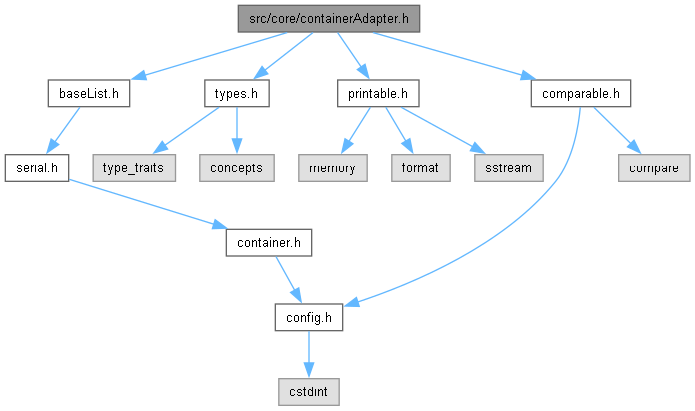 src/core/containerAdapter.h
baseList.h
types.h
printable.h
comparable.h
serial.h
type_traits
concepts
memory
format
sstream
compare
container.h
config.h
cstdint